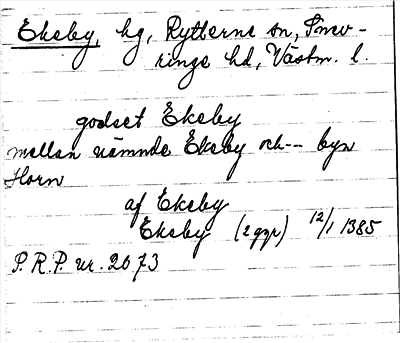 Ekeby, hg, Rytterne sn, Snev-
ringe hd, Västm. l.
godset Ekeby
mellan nämnde Ekeby och -- byn
Horn
af Ekeby
Ekeby (2 ggr) 12/1 1385
P.R.P. nr. 2073